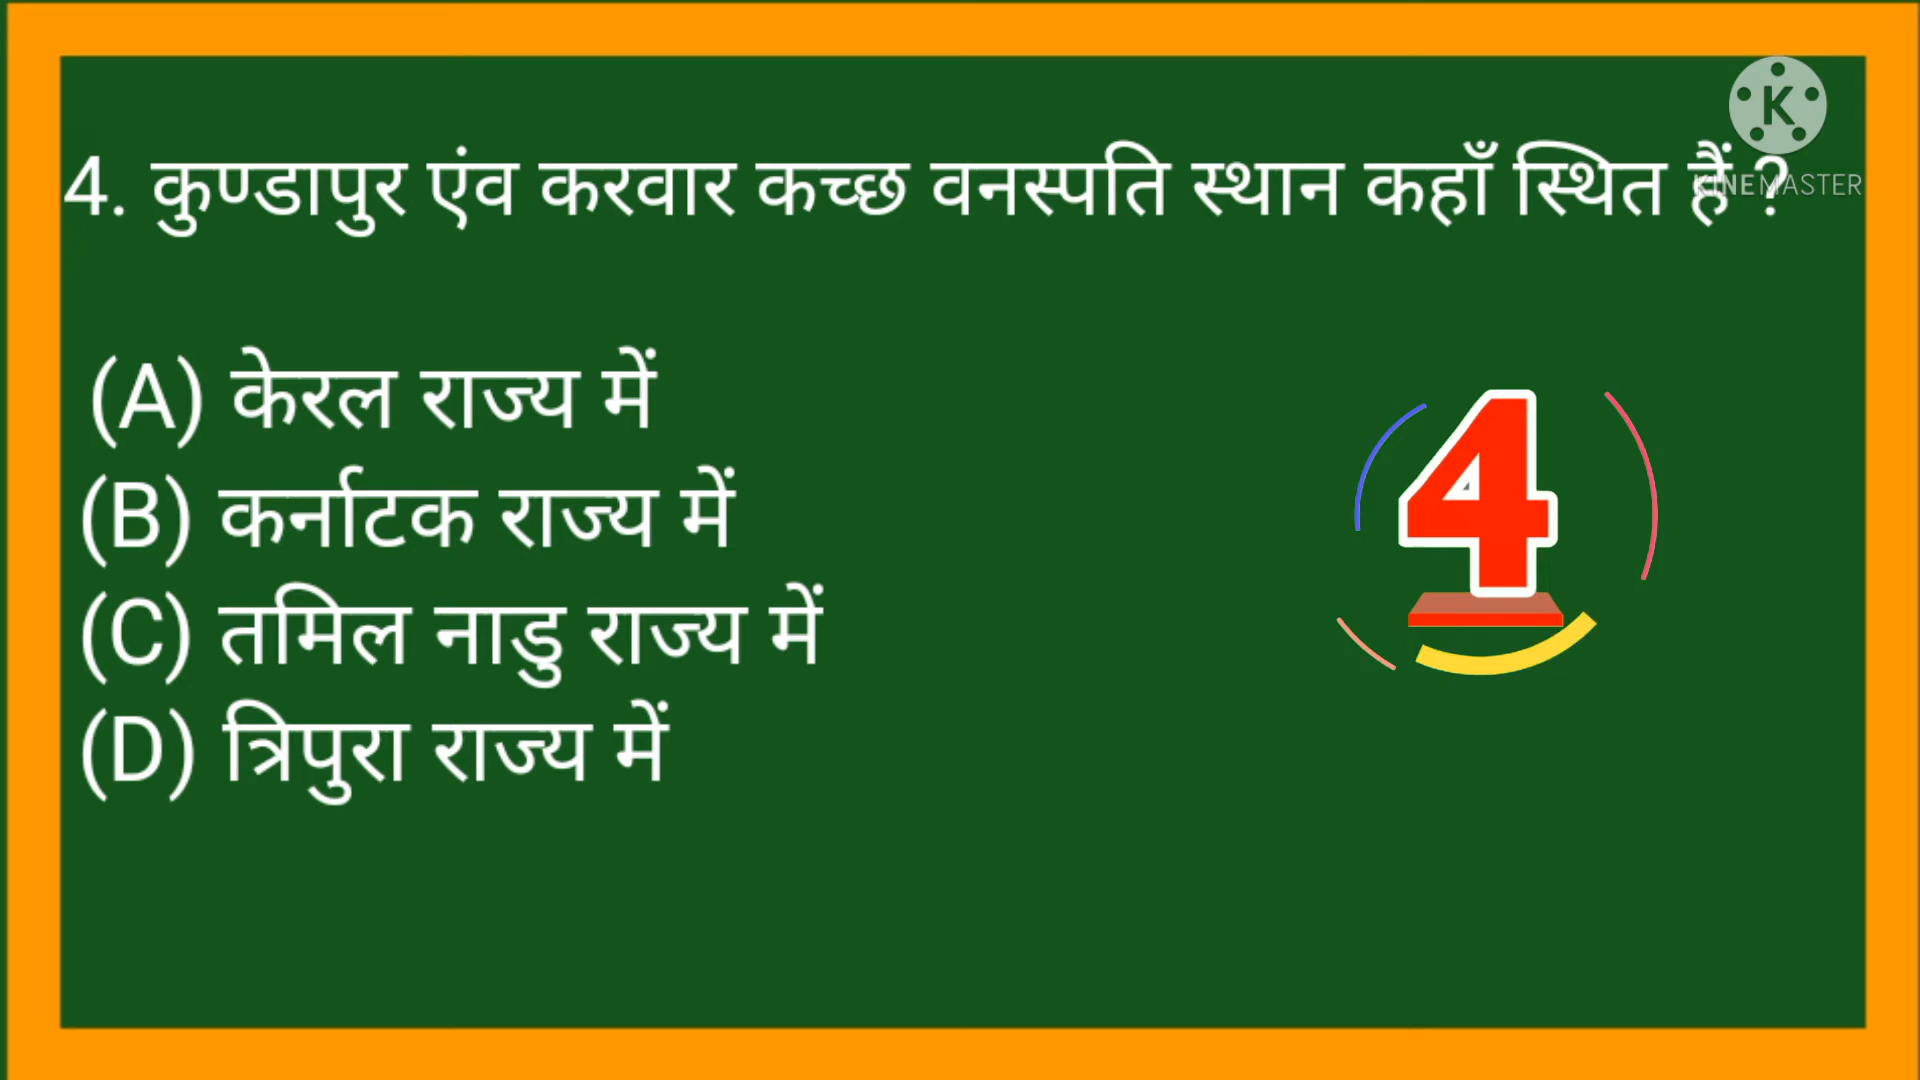 4. कुण्डापुर एंव करवार कच्छ वनस्पति स्थान कहाँ स्थित हैं ?
K
KINEMASTER
(A) केरल राज्य में
(B) कर्नाटक राज्य में
(C) तमिल नाडु राज्य में
(D) त्रिपुरा राज्य में
4